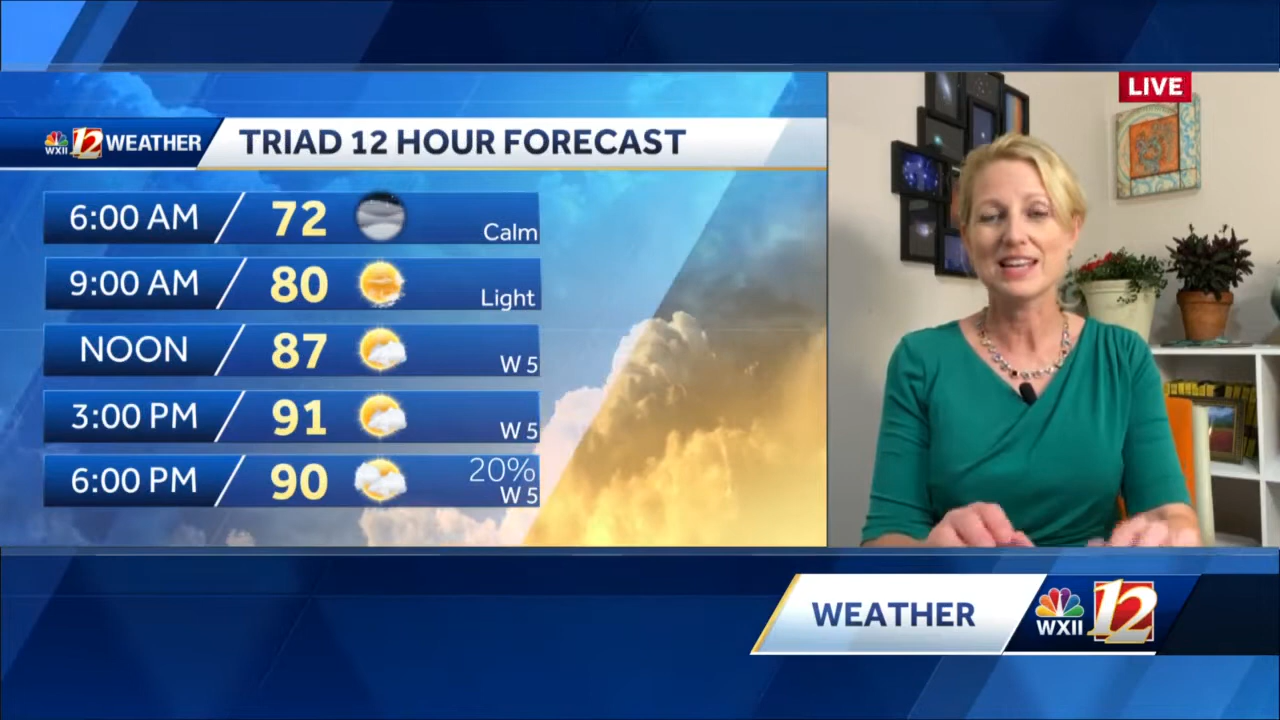 LIVE
WXII 12 WEATHER
TRIAD 12 HOUR FORECAST
6:00 AM 72 Calm
9:00 AM 80 Light
NOON 87 W 5
3:00 PM 91 W 5
6:00 PM 90 20% W 5
WEATHER
WXII 12